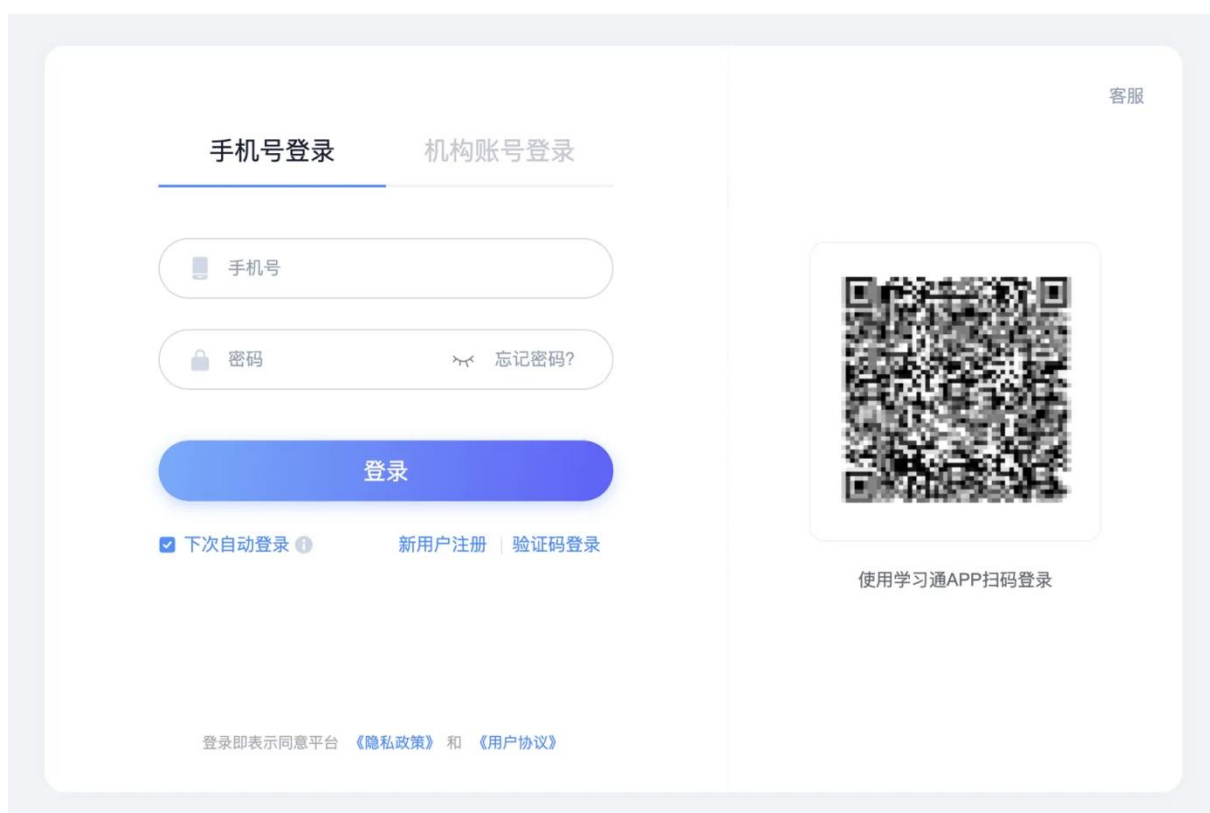 客服
手机号登录 机构账号登录
手机号
密码 忘记密码?
登录
下次自动登录 新用户注册 验证码登录
使用学习通APP扫码登录
登录即表示同意平台 《隐私政策》 和 《用户协议》